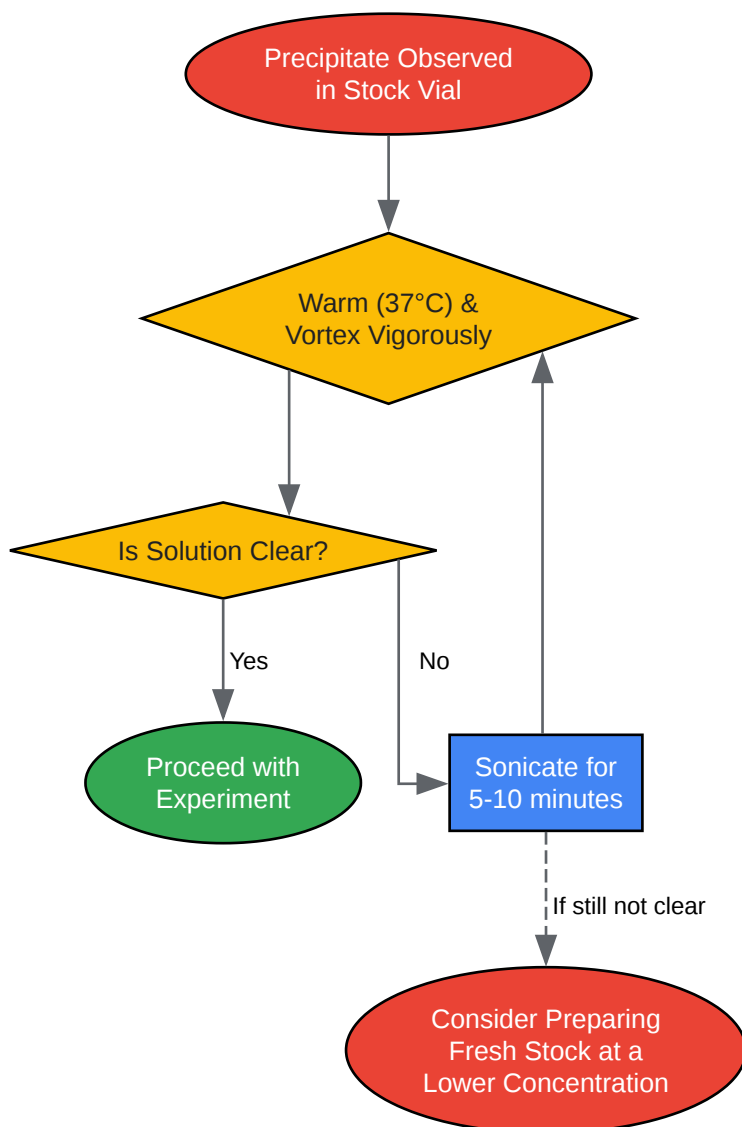 Precipitate Observed
in Stock Vial
Warm (37°C) &
Vortex Vigorously
Is Solution Clear?
Yes
No
Proceed with
Experiment
Sonicate for
5-10 minutes
If still not clear
Consider Preparing
Fresh Stock at a
Lower Concentration